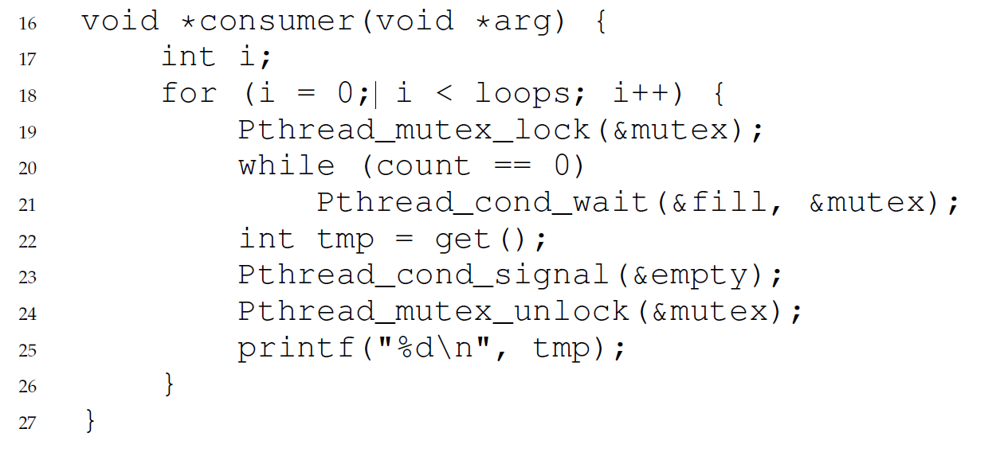 16 void *consumer(void *arg) {
17     int i;
18     for (i = 0; i < loops; i++) {
19         Pthread_mutex_lock(&mutex);
20         while (count == 0)
21             Pthread_cond_wait(&fill, &mutex);
22         int tmp = get();
23         Pthread_cond_signal(&empty);
24         Pthread_mutex_unlock(&mutex);
25         printf("%d\n", tmp);
26     }
27 }